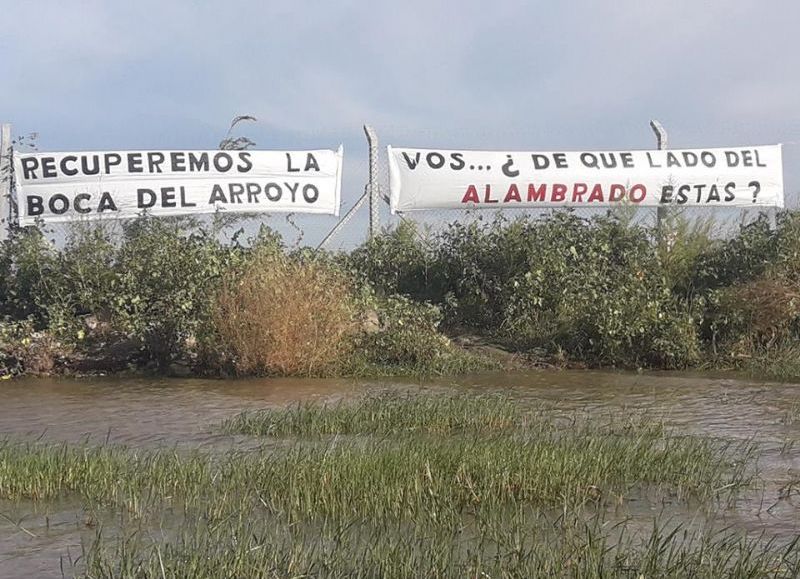 RECUPEREMOS LA
BOCA DEL ARROYO
VOS...¿DE QUE LADO DEL
ALAMBRADO ESTAS?